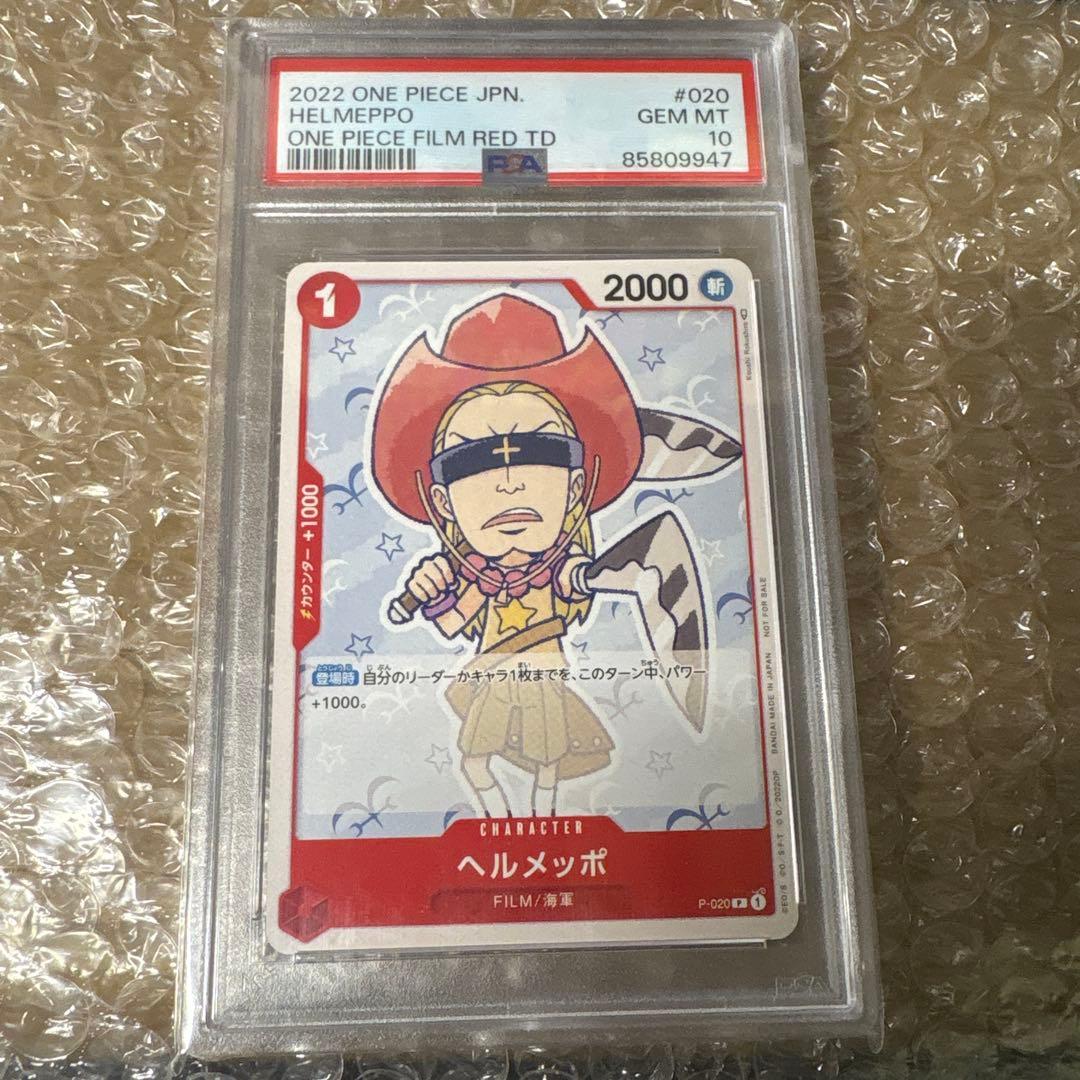 2022 ONE PIECE JPN. #020
HELMEPPO GEM MT
ONE PIECE FILM RED TD 10
PSA 85809947
1 2000 斬
カウンター +1000
登場時 自分のリーダーかキャラ1枚までを、このターン中、パワー
+1000。
CHARACTER
ヘルメッポ
FILM/海軍
P-020 P 1
BANDAI MADE IN JAPAN NOT FOR SALE